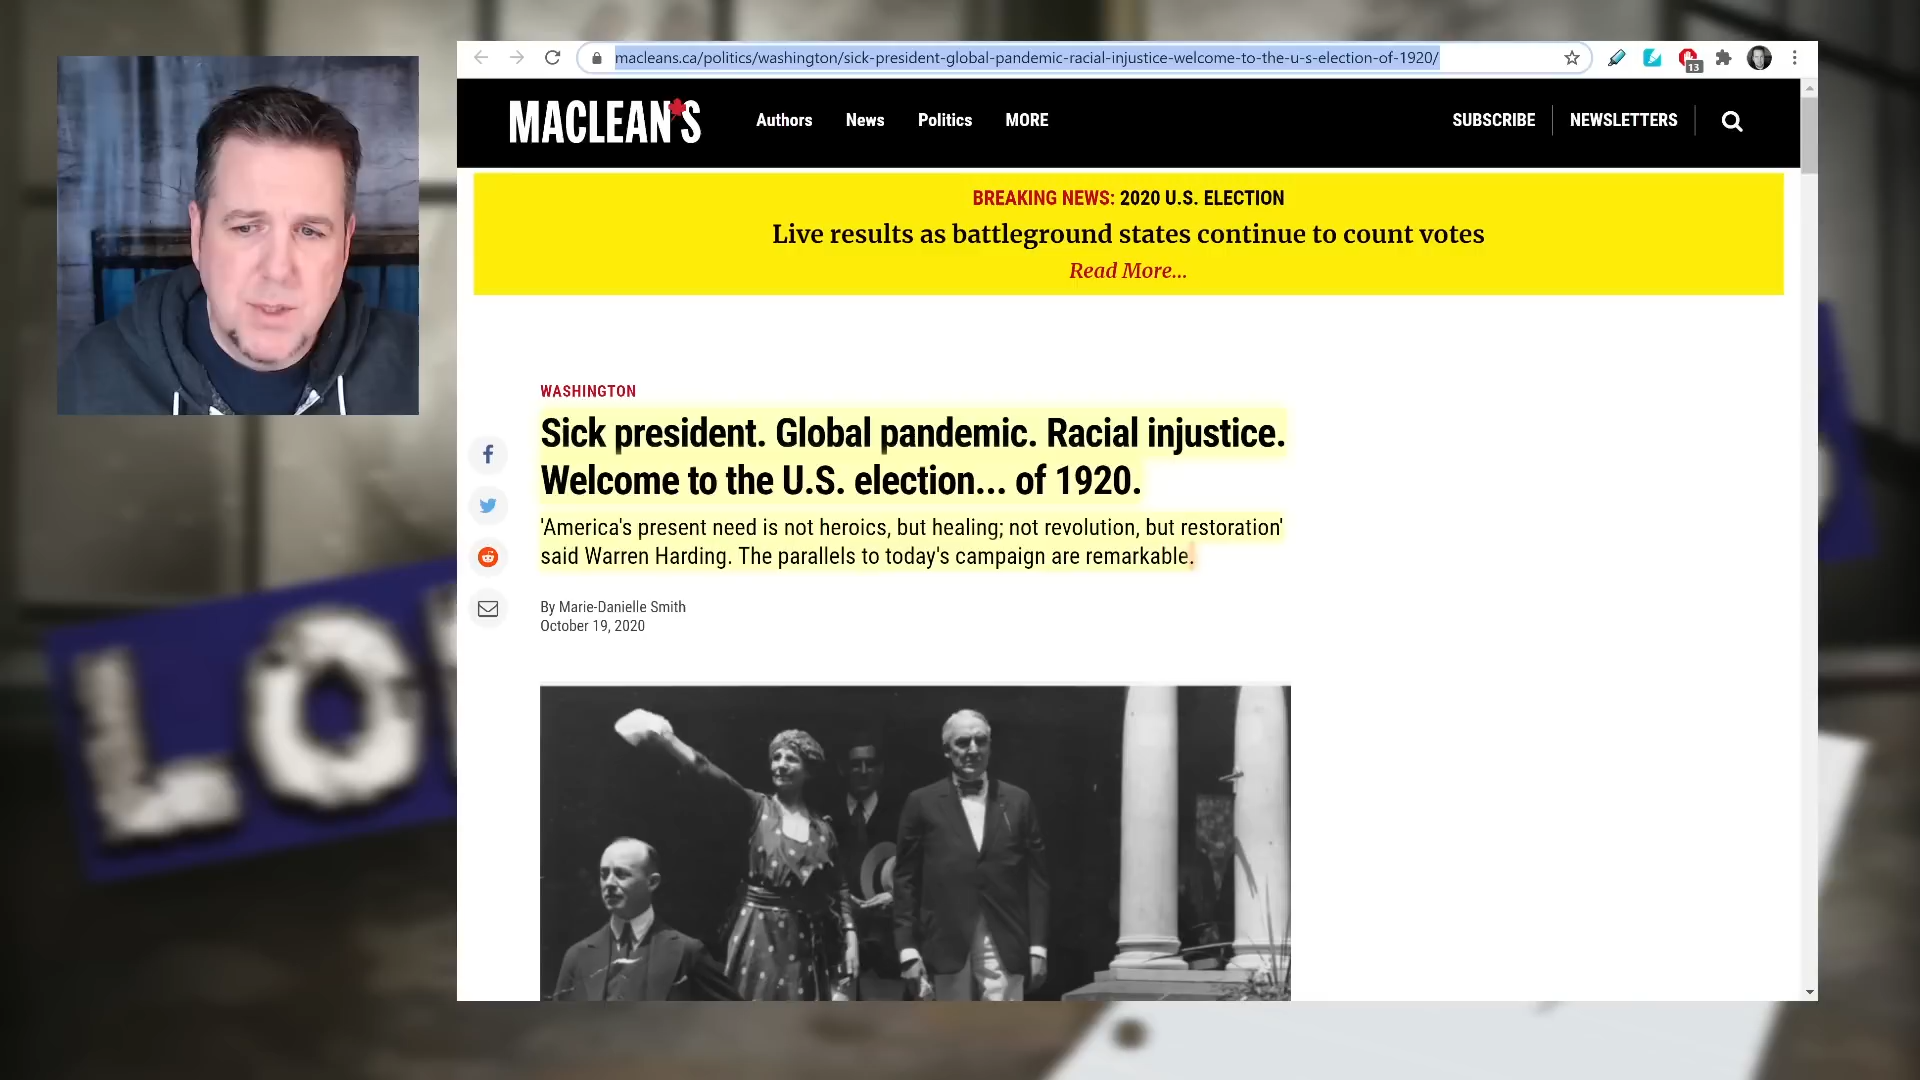 macleans.ca/politics/washington/sick-president-global-pandemic-racial-injustice-welcome-to-the-u-s-election-of-1920/
13
MACLEAN'S
Authors
News
Politics
MORE
SUBSCRIBE
NEWSLETTERS
BREAKING NEWS: 2020 U.S. ELECTION
Live results as battleground states continue to count votes
Read More...
WASHINGTON
Sick president. Global pandemic. Racial injustice.
Welcome to the U.S. election... of 1920.
'America's present need is not heroics, but healing; not revolution, but restoration'
said Warren Harding. The parallels to today's campaign are remarkable.
By Marie-Danielle Smith
October 19, 2020
LO